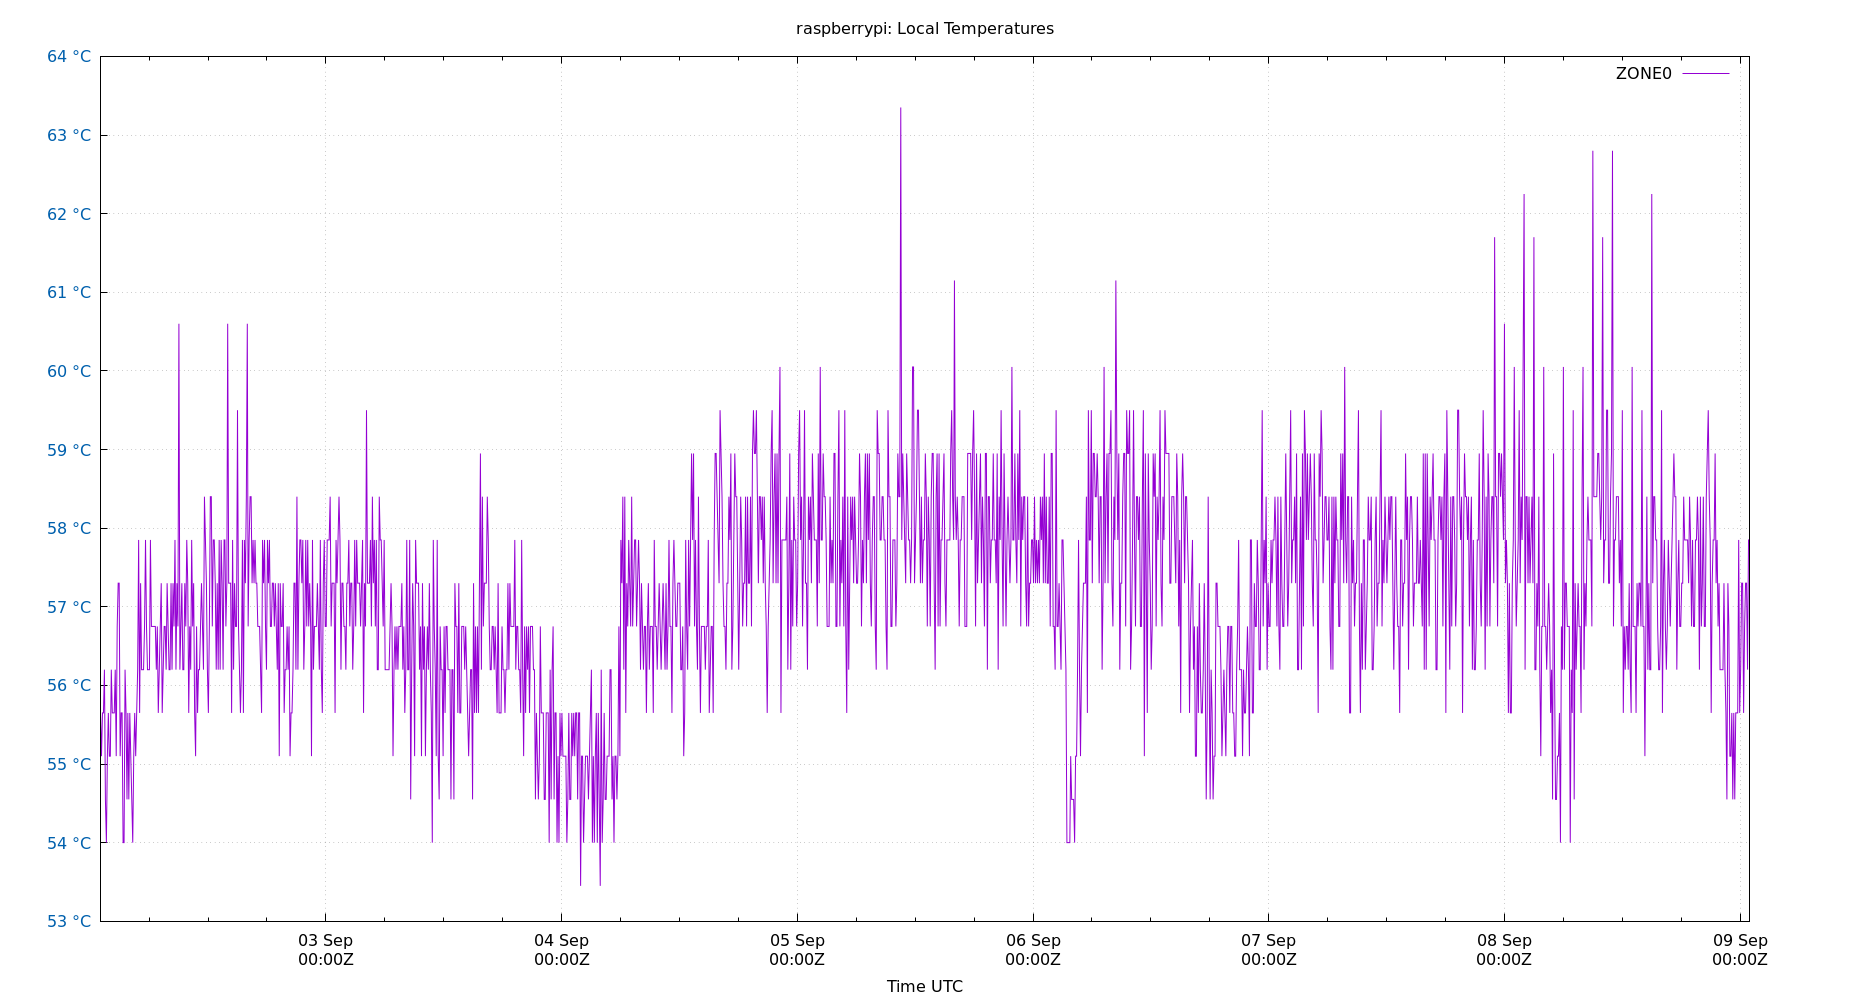 raspberrypi: Local Temperatures
64 °C
ZONE0
63 °C
62 °C
61 °C
60 °C
59 °C
58 °C
57 °C
56 °C
55 °C
54 °C
53 °C
03 Sep 04 Sep 05 Sep 06 Sep 07 Sep 08 Sep 09 Sep
00:00Z 00:00Z 00:00Z 00:00Z 00:00Z 00:00Z 00:00Z
Time UTC